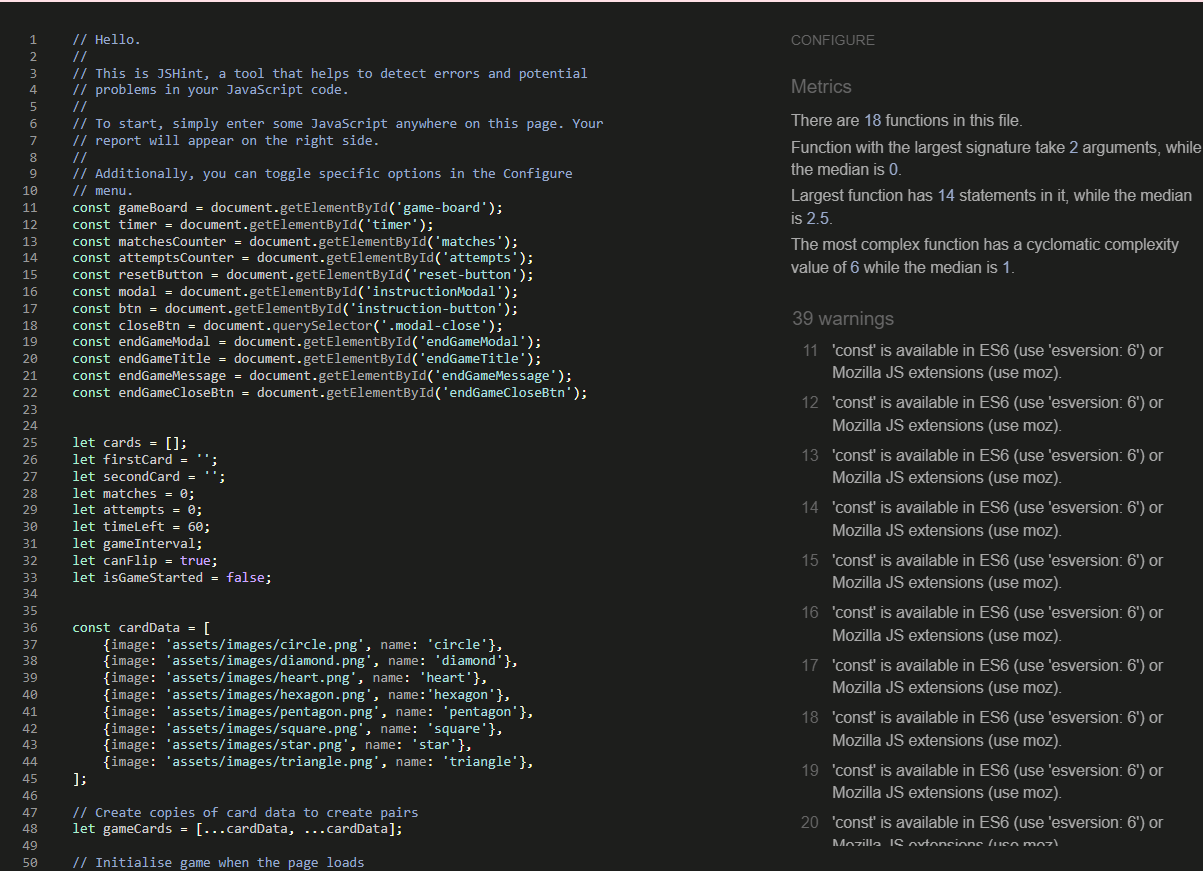 1 // Hello.
2 //
3 // This is JSHint, a tool that helps to detect errors and potential
4 // problems in your JavaScript code.
5 //
6 // To start, simply enter some JavaScript anywhere on this page. Your
7 // report will appear on the right side.
8 //
9 // Additionally, you can toggle specific options in the Configure
10 // menu.
11 const gameBoard = document.getElementById('game-board');
12 const timer = document.getElementById('timer');
13 const matchesCounter = document.getElementById('matches');
14 const attemptsCounter = document.getElementById('attempts');
15 const resetButton = document.getElementById('reset-button');
16 const modal = document.getElementById('instructionModal');
17 const btn = document.getElementById('instruction-button');
18 const closeBtn = document.querySelector('.modal-close');
19 const endGameModal = document.getElementById('endGameModal');
20 const endGameTitle = document.getElementById('endGameTitle');
21 const endGameMessage = document.getElementById('endGameMessage');
22 const endGameCloseBtn = document.getElementById('endGameCloseBtn');
23
24
25 let cards = [];
26 let firstCard = '';
27 let secondCard = '';
28 let matches = 0;
29 let attempts = 0;
30 let timeLeft = 60;
31 let gameInterval;
32 let canFlip = true;
33 let isGameStarted = false;
34
35
36 const cardData = [
37 {image: 'assets/images/circle.png', name: 'circle'},
38 {image: 'assets/images/diamond.png', name: 'diamond'},
39 {image: 'assets/images/heart.png', name: 'heart'},
40 {image: 'assets/images/hexagon.png', name:'hexagon'},
41 {image: 'assets/images/pentagon.png', name: 'pentagon'},
42 {image: 'assets/images/square.png', name: 'square'},
43 {image: 'assets/images/star.png', name: 'star'},
44 {image: 'assets/images/triangle.png', name: 'triangle'},
45 ];
46
47 // Create copies of card data to create pairs
48 let gameCards = [...cardData, ...cardData];
49
50 // Initialise game when the page loads
CONFIGURE
Metrics
There are 18 functions in this file.
Function with the largest signature take 2 arguments, while
the median is 0.
Largest function has 14 statements in it, while the median
is 2.5.
The most complex function has a cyclomatic complexity
value of 6 while the median is 1.
39 warnings
11 'const' is available in ES6 (use 'esversion: 6') or
Mozilla JS extensions (use moz).
12 'const' is available in ES6 (use 'esversion: 6') or
Mozilla JS extensions (use moz).
13 'const' is available in ES6 (use 'esversion: 6') or
Mozilla JS extensions (use moz).
14 'const' is available in ES6 (use 'esversion: 6') or
Mozilla JS extensions (use moz).
15 'const' is available in ES6 (use 'esversion: 6') or
Mozilla JS extensions (use moz).
16 'const' is available in ES6 (use 'esversion: 6') or
Mozilla JS extensions (use moz).
17 'const' is available in ES6 (use 'esversion: 6') or
Mozilla JS extensions (use moz).
18 'const' is available in ES6 (use 'esversion: 6') or
Mozilla JS extensions (use moz).
19 'const' is available in ES6 (use 'esversion: 6') or
Mozilla JS extensions (use moz).
20 'const' is available in ES6 (use 'esversion: 6') or
Mozilla JS extensions (use moz)